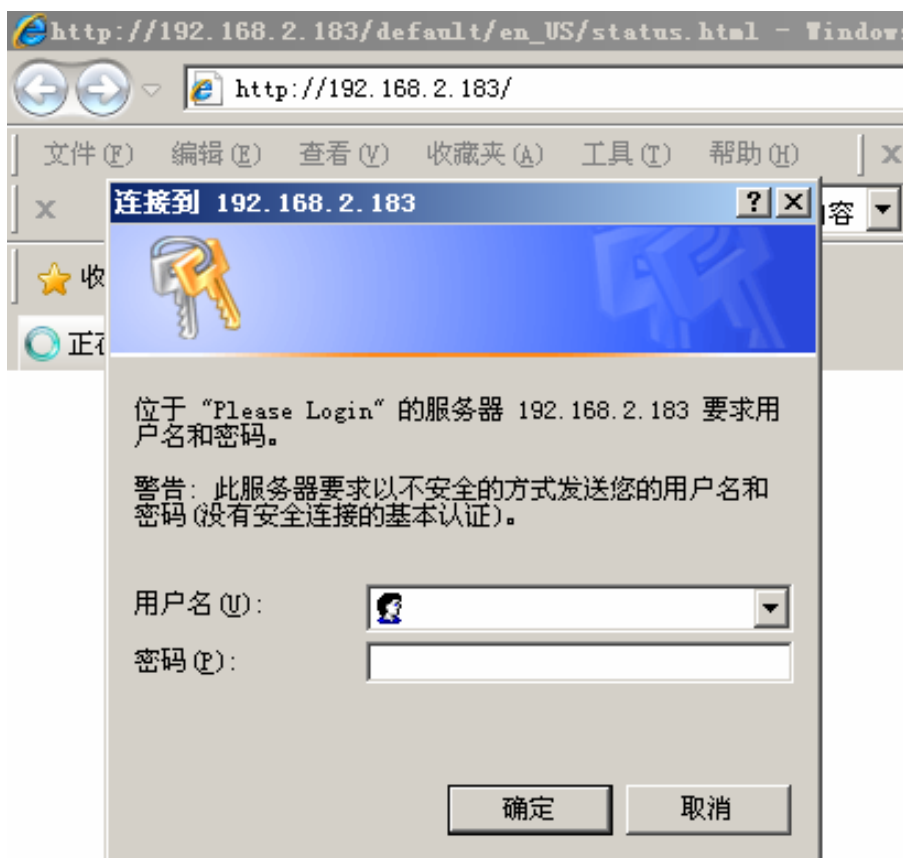 http://192.168.2.183/default/en_US/status.html - Windows
http://192.168.2.183/
文件(F) 编辑(E) 查看(V) 收藏夹(A) 工具(T) 帮助(H) X
X 容
连接到 192.168.2.183 ? X
收
正在
位于 "Please Login" 的服务器 192.168.2.183 要求用
户名和密码。
警告: 此服务器要求以不安全的方式发送您的用户名和
密码(没有安全连接的基本认证)。
用户名(U):
密码(P):
确定 取消